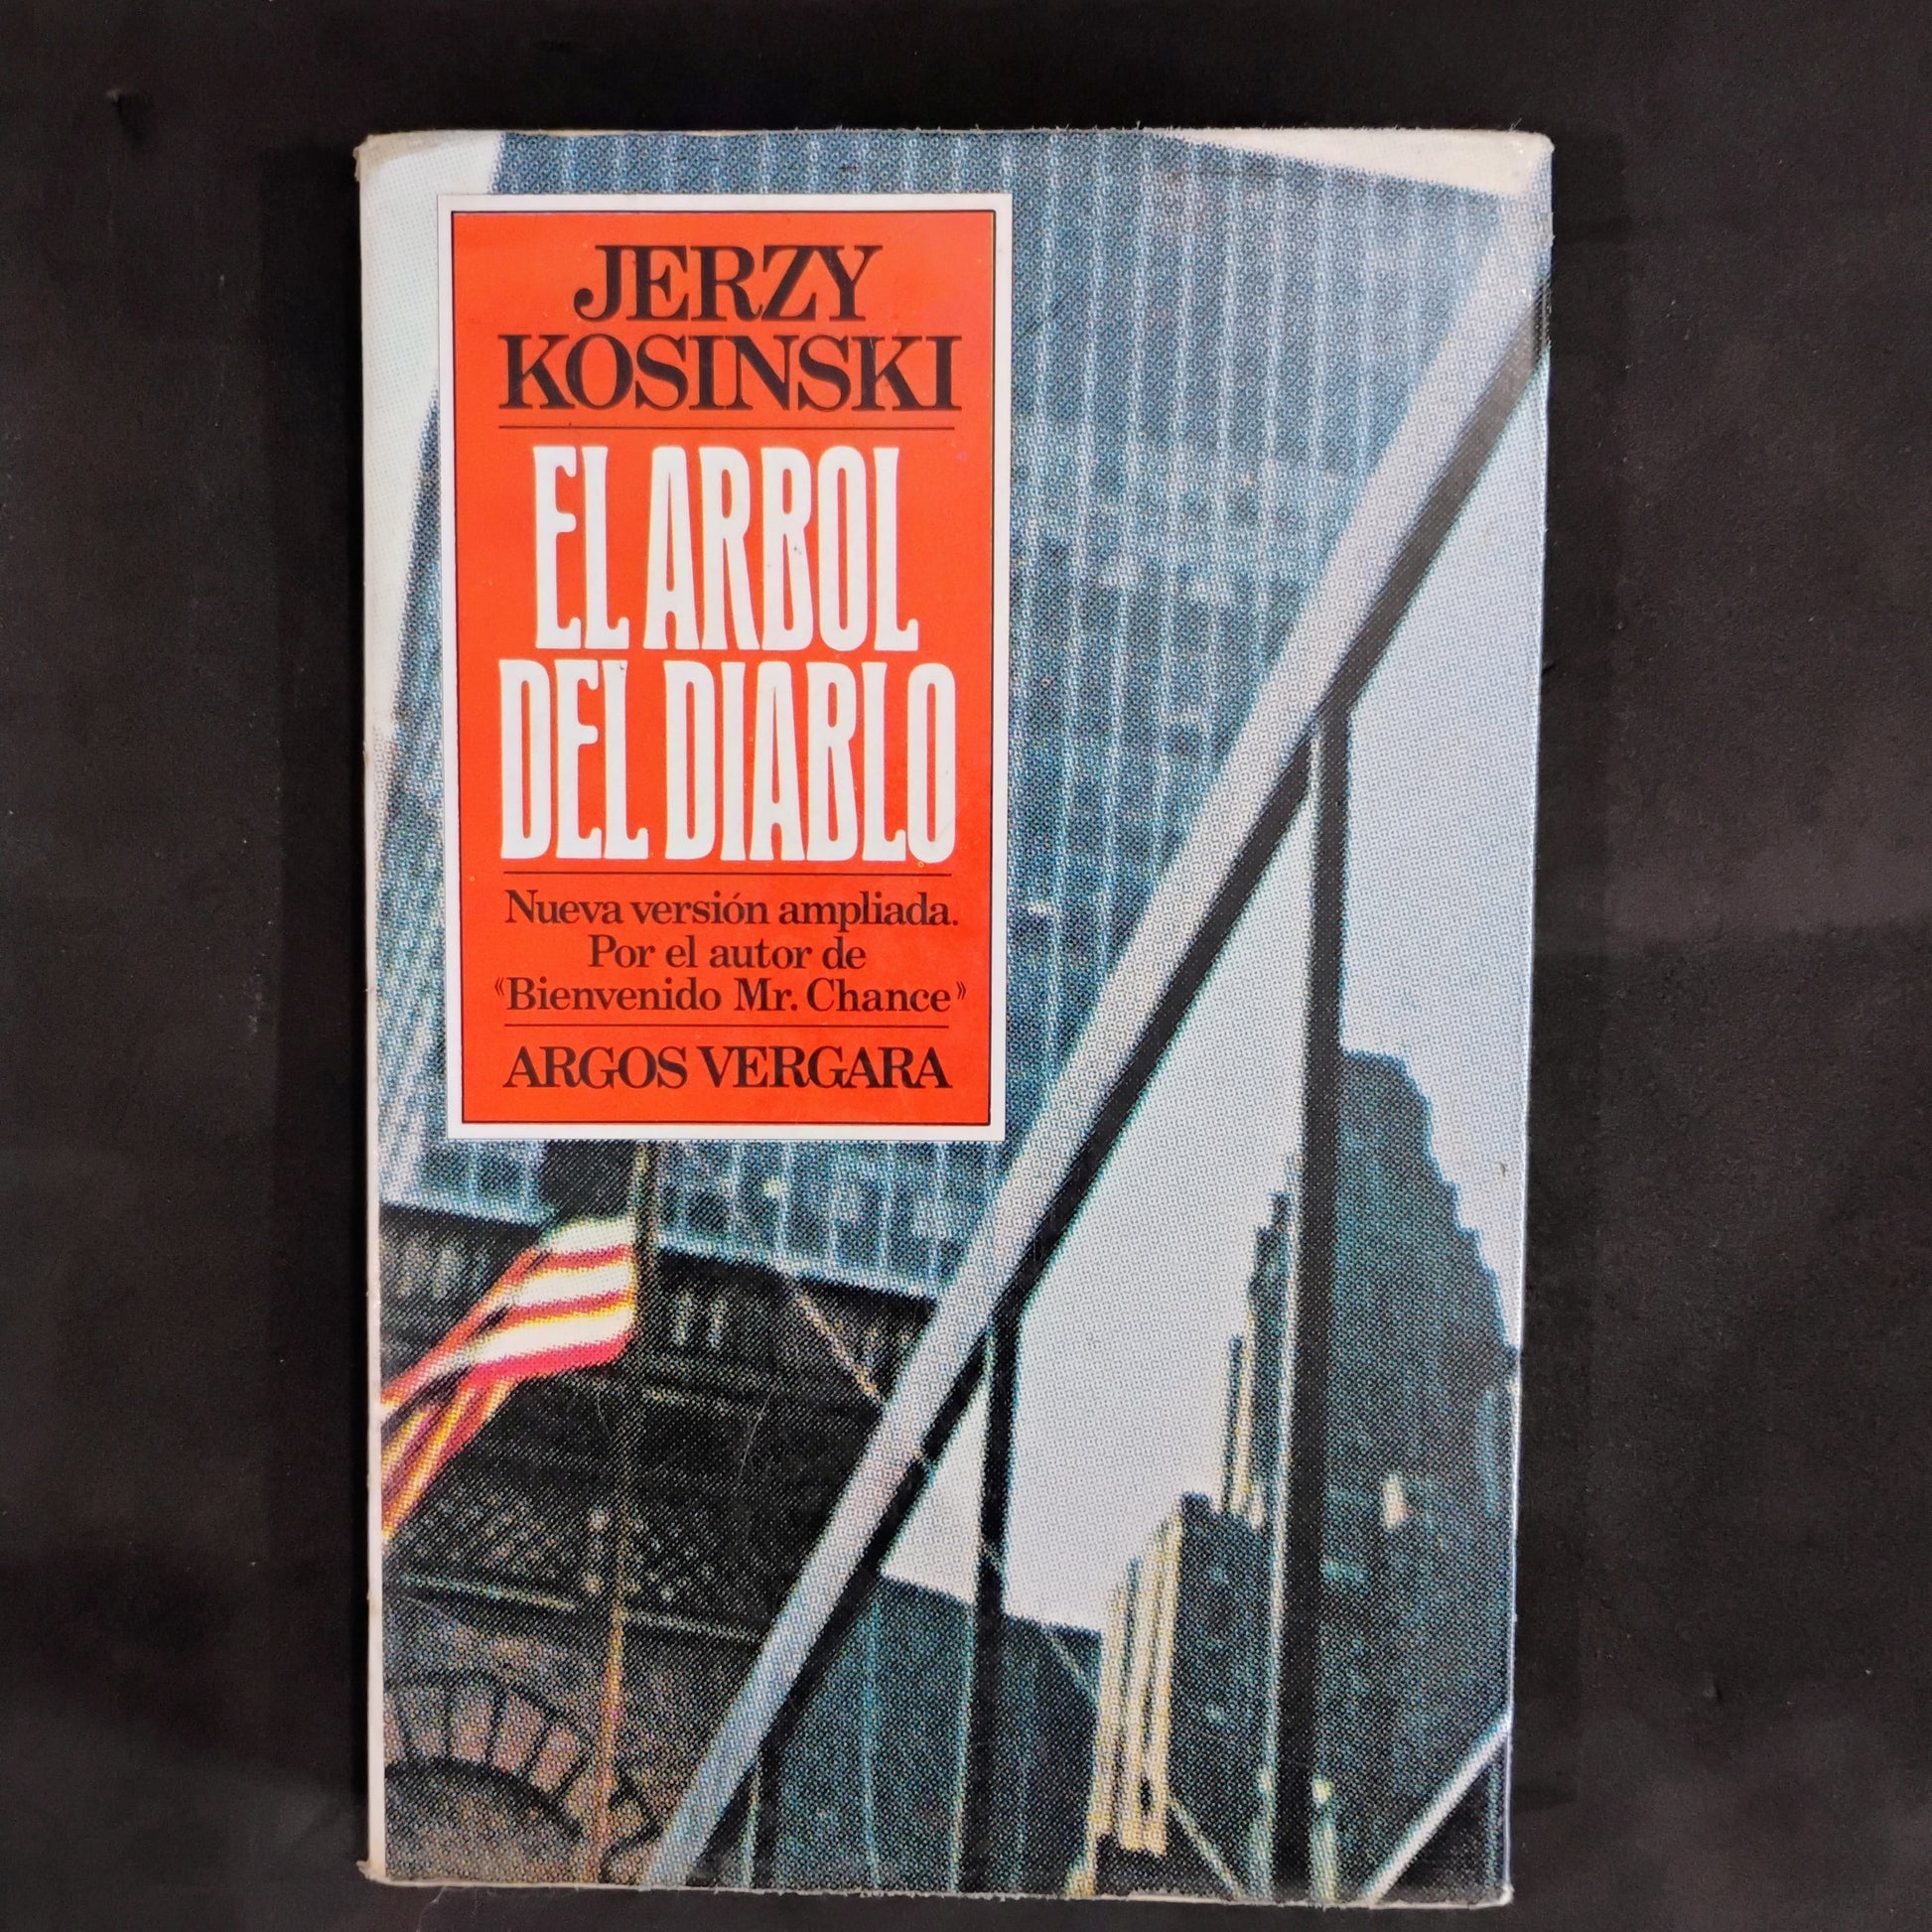 JERZY
KOSINSKI
EL ARBOL
DEL DIABLO
Nueva versión ampliada.
Por el autor de
«Bienvenido Mr. Chance»
ARGOS VERGARA